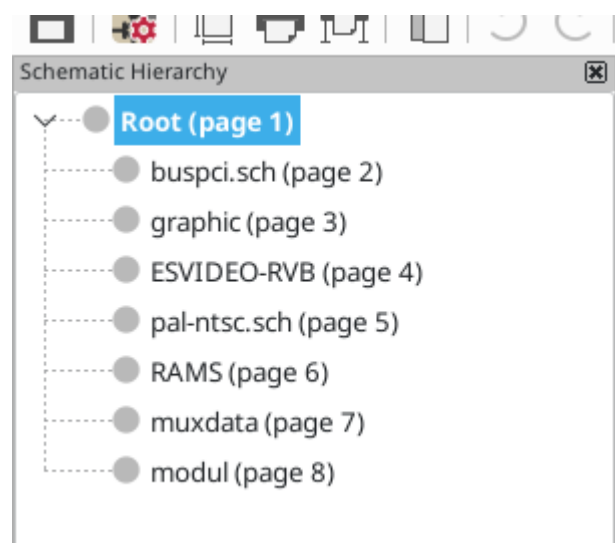 Schematic Hierarchy
Root (page 1)
buspci.sch (page 2)
graphic (page 3)
ESVIDEO-RVB (page 4)
pal-ntsc.sch (page 5)
RAMS (page 6)
muxdata (page 7)
modul (page 8)